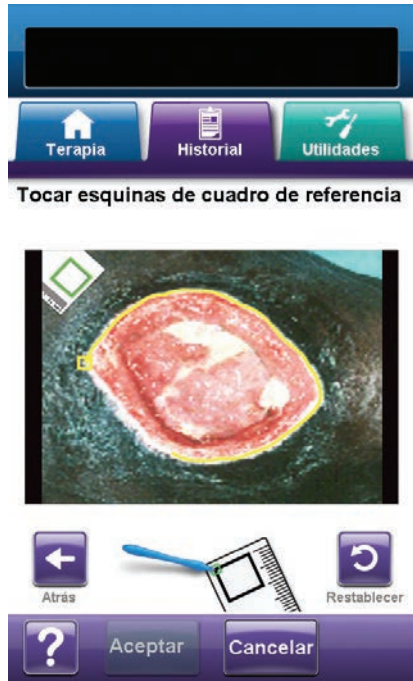 Terapia
Historial
Utilidades
Tocar esquinas de cuadro de referencia
Atrás
Restablecer
?
Aceptar
Cancelar